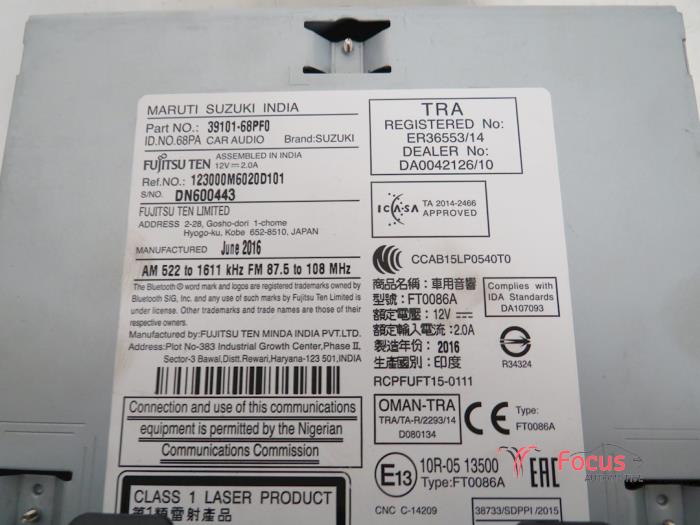 MARUTI SUZUKI INDIA
Part NO.: 39101-68PF0
ID.NO.68PA CAR AUDIO Brand:SUZUKI
FUJITSU TEN ASSEMBLED IN INDIA
12V⎓ 2.0A
Ref.NO.: 123000M6020D101
S/NO. DN600443
FUJITSU TEN LIMITED
ADDRESS 2-28, Gosho-dori 1-chome
Hyogo-ku, Kobe 652-8510, JAPAN
MANUFACTURED June 2016
AM 522 to 1611 kHz FM 87.5 to 108 MHz
The Bluetooth® word mark and logos are registered trademarks owned by
Bluetooth SIG, Inc. and any use of such marks by Fujitsu Ten Limited is
under license. Other trademarks and trade names are those of their
respective owners.
Manufactured by:FUJITSU TEN MINDA INDIA PVT.LTD.
Address:Plot No-383 Industrial Growth Center,Phase II,
Sector-3 Bawal,Distt.Rewari,Haryana-123 501,INDIA
Connection and use of this communications
equipment is permitted by the Nigerian
Communications Commission
CLASS 1 LASER PRODUCT
第1類雷射產品
TRA
REGISTERED No:
ER36553/14
DEALER No:
DA0042126/10
ICASA
TA 2014-2466
APPROVED
CCAB15LP0540T0
商品名稱：車用音響
型號：FT0086A
額定電壓：12V⎓
額定輸入電流：2.0A
製造年份：2016
生產國別：印度
RCPFUFT15-0111
Complies with
IDA Standards
DA107093
R34324
OMAN-TRA
TRA/TA-R/2293/14
D080134
CE Type:
FT0086A
E13 10R-05 13500
Type:FT0086A
EAC
CNC C-14209
38733/SDPPI/2015
Focus
AUTOMOTIVE